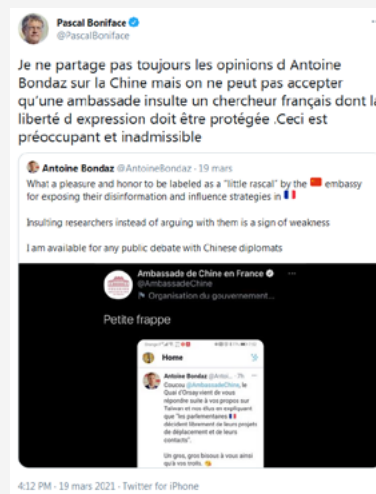 Pascal Boniface
@PascalBoniface
Je ne partage pas toujours les opinions d Antoine
Bondaz sur la Chine mais on ne peut pas accepter
qu'une ambassade insulte un chercheur français dont la
liberté d expression doit être protégée .Ceci est
préoccupant et inadmissible
Antoine Bondaz @AntoineBondaz · 19 mars
What a pleasure and honor to be labeled as a "little rascal" by the embassy
for exposing their disinformation and influence strategies in
Insulting researchers instead of arguing with them is a sign of weakness
I am available for any public debate with Chinese diplomats
Ambassade de Chine en France
@AmbassadeChine
Organisation du gouvernement...
Petite frappe
Home
Antoine Bondaz @Antoi... · 7h
Coucou @AmbassadeChine, le
Quai d'Orsay vient de vous
répondre suite à vos propos sur
Taiwan et nos élus en expliquant
que "les parlementaires
décident librement de leurs projets
de déplacement et de leurs
contacts".
Un gros, gros bisous à vous ainsi
qu'à vos trolls.
4:12 PM · 19 mars 2021 · Twitter for iPhone